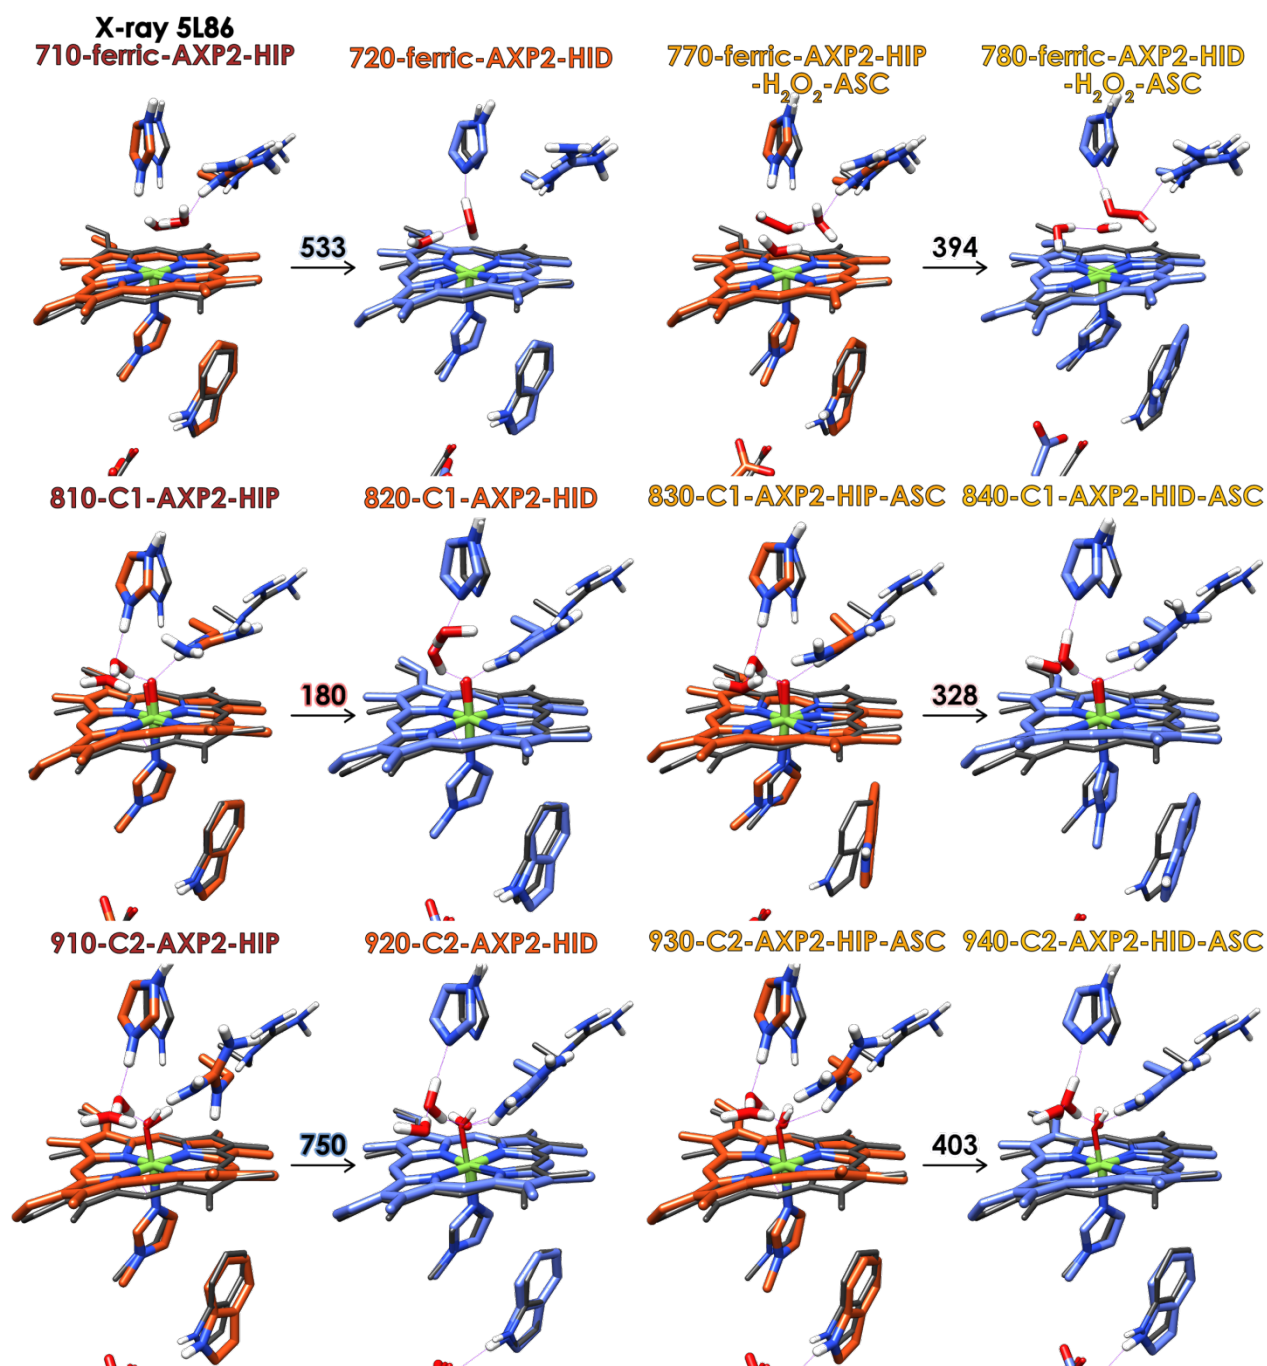 X-ray 5L86
710-ferric-AXP2-HIP
720-ferric-AXP2-HID
770-ferric-AXP2-HIP
-H₂O₂-ASC
780-ferric-AXP2-HID
-H₂O₂-ASC
533
394
810-C1-AXP2-HIP
820-C1-AXP2-HID
830-C1-AXP2-HIP-ASC
840-C1-AXP2-HID-ASC
180
328
910-C2-AXP2-HIP
920-C2-AXP2-HID
930-C2-AXP2-HIP-ASC
940-C2-AXP2-HID-ASC
750
403